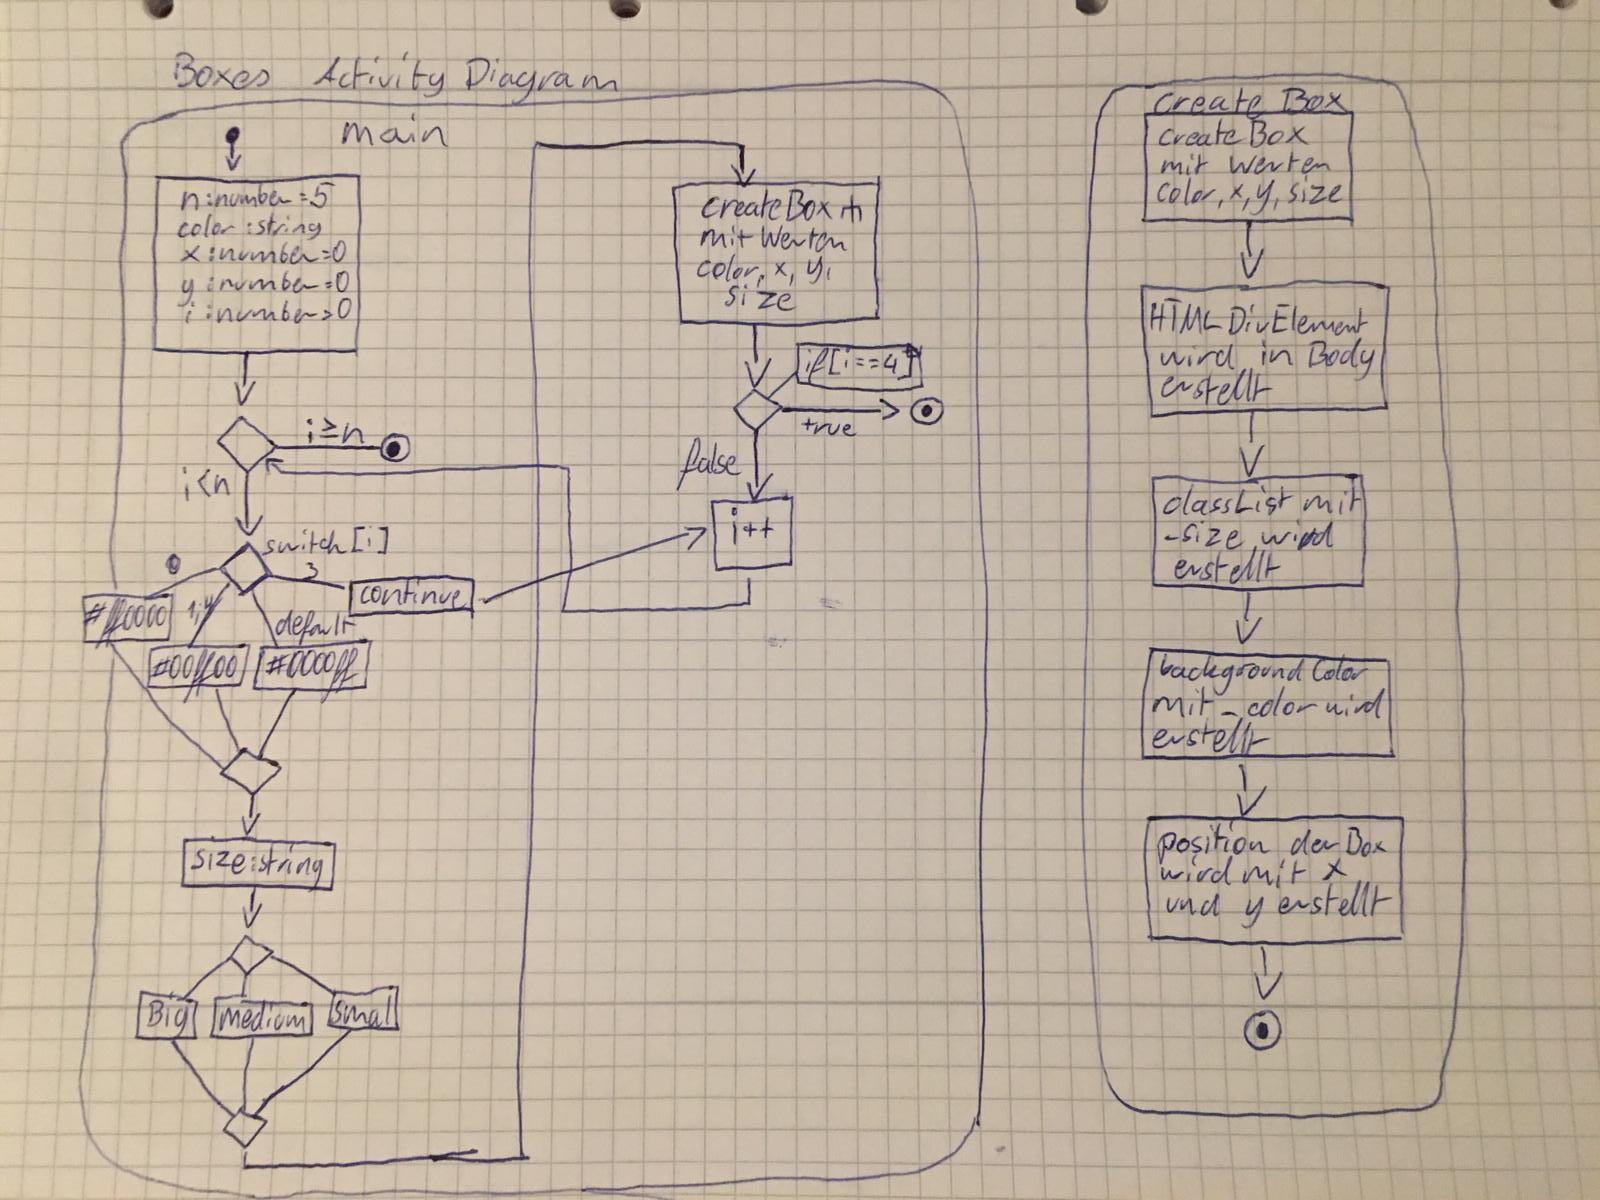 Boxes Activity Diagram
main
n:number=5
color:string
x:number=0
y:number=0
i:number=0
i≥n
i<n
switch[i]
0
3
continue
#ff0000
1,4
default
#00ff00
#0000ff
size:string
Big
medium
smal
createBox
mit Werten
color, x, y,
size
if[i==4]
true
false
i++
create Box
createBox
mit Werten
color, x, y, size
HTMLDivElement
wird in Body
erstellt
classList mit
_size wird
erstellt
backgroundColor
mit _color wird
erstellt
position der Box
wird mit x
und y erstellt